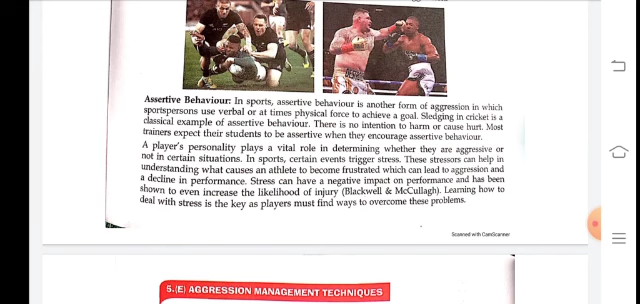 Assertive Behaviour: In sports, assertive behaviour is another form of aggression in which
sportspersons use verbal or at times physical force to achieve a goal. Sledging in cricket is a
classical example of assertive behaviour. There is no intention to harm or cause hurt. Most
trainers expect their students to be assertive when they encourage assertive behaviour.
A player's personality plays a vital role in determining whether they are aggressive or
not in certain situations. In sports, certain events trigger stress. These stressors can help in
understanding what causes an athlete to become frustrated which can lead to aggression and
a decline in performance. Stress can have a negative impact on performance and has been
shown to even increase the likelihood of injury (Blackwell & McCullagh). Learning how to
deal with stress is the key as players must find ways to overcome these problems.
Scanned with CamScanner
5.(E) AGGRESSION MANAGEMENT TECHNIQUES